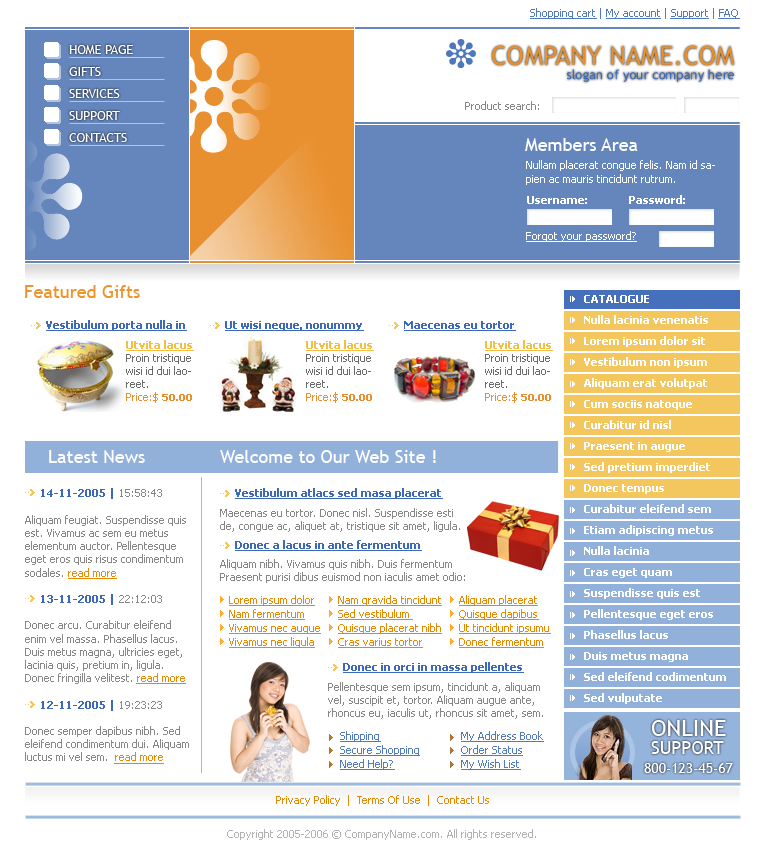 Shopping cart | My account | Support | FAQ
HOME PAGE
GIFTS
SERVICES
SUPPORT
CONTACTS
COMPANY NAME.COM
slogan of your company here
Product search:
Members Area
Nullam placerat congue felis. Nam id sa-
pien ac mauris tincidunt rutrum.
Username: Password:
Forgot your password?
Featured Gifts
Vestibulum porta nulla in
Utvita lacus
Proin tristique
wisi id dui lao-
reet.
Price:$ 50.00
Ut wisi neque, nonummy
Utvita lacus
Proin tristique
wisi id dui lao-
reet.
Price:$ 50.00
Maecenas eu tortor
Utvita lacus
Proin tristique
wisi id dui lao-
reet.
Price:$ 50.00
CATALOGUE
Nulla lacinia venenatis
Lorem ipsum dolor sit
Vestibulum non ipsum
Aliquam erat volutpat
Cum sociis natoque
Curabitur id nisl
Praesent in augue
Sed pretium imperdiet
Donec tempus
Curabitur eleifend sem
Etiam adipiscing metus
Nulla lacinia
Cras eget quam
Suspendisse quis est
Pellentesque eget eros
Phasellus lacus
Duis metus magna
Sed eleifend codimentum
Sed vulputate
ONLINE
SUPPORT
800-123-45-67
Latest News
14-11-2005 | 15:58:43
Aliquam feugiat. Suspendisse quis
est. Vivamus ac sem eu metus
elementum auctor. Pellentesque
eget eros quis risus condimentum
sodales. read more
13-11-2005 | 22:12:03
Donec arcu. Curabitur eleifend
enim vel massa. Phasellus lacus.
Duis metus magna, ultricies eget,
lacinia quis, pretium in, ligula.
Donec fringilla velitest. read more
12-11-2005 | 19:23:23
Donec semper dapibus nibh. Sed
eleifend condimentum dui. Aliquam
luctus mi vel sem. read more
Welcome to Our Web Site !
Vestibulum atlacs sed masa placerat
Maecenas eu tortor. Donec nisl. Suspendisse esti
de, congue ac, aliquet at, tristique sit amet, ligula.
Donec a lacus in ante fermentum
Aliquam nibh. Vivamus quis nibh. Duis fermentum
Praesent purisi dibus euismod non iaculis amet odio:
Lorem ipsum dolor
Nam fermentum
Vivamus nec augue
Vivamus nec ligula
Nam gravida tincidunt
Sed vestibulum
Quisque placerat nibh
Cras varius tortor
Aliquam placerat
Quisque dapibus
Ut tincidunt ipsumu
Donec fermentum
Donec in orci in massa pellentes
Pellentesque sem ipsum, tincidunt a, aliquam
vel, suscipit et, tortor. Aliquam augue ante,
rhoncus eu, iaculis ut, rhoncus sit amet, sem.
Shipping
Secure Shopping
Need Help?
My Address Book
Order Status
My Wish List
Privacy Policy | Terms Of Use | Contact Us
Copyright 2005-2006 © CompanyName.com. All rights reserved.